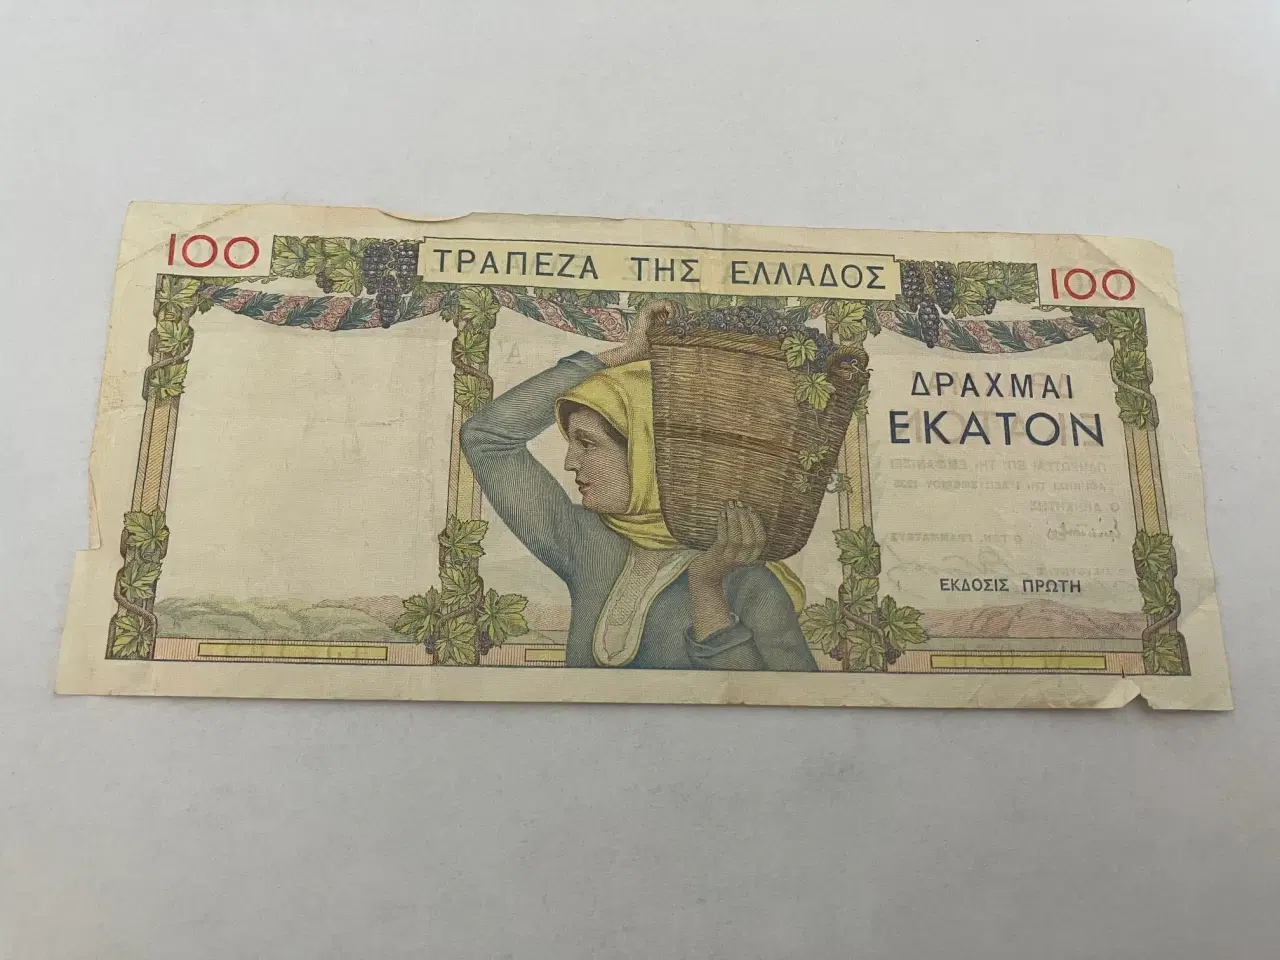 100
ΤΡΑΠΕΖΑ ΤΗΣ ΕΛΛΑΔΟΣ
100
ΔΡΑΧΜΑΙ
ΕΚΑΤΟΝ
ΕΚΔΟΣΙΣ ΠΡΩΤΗ